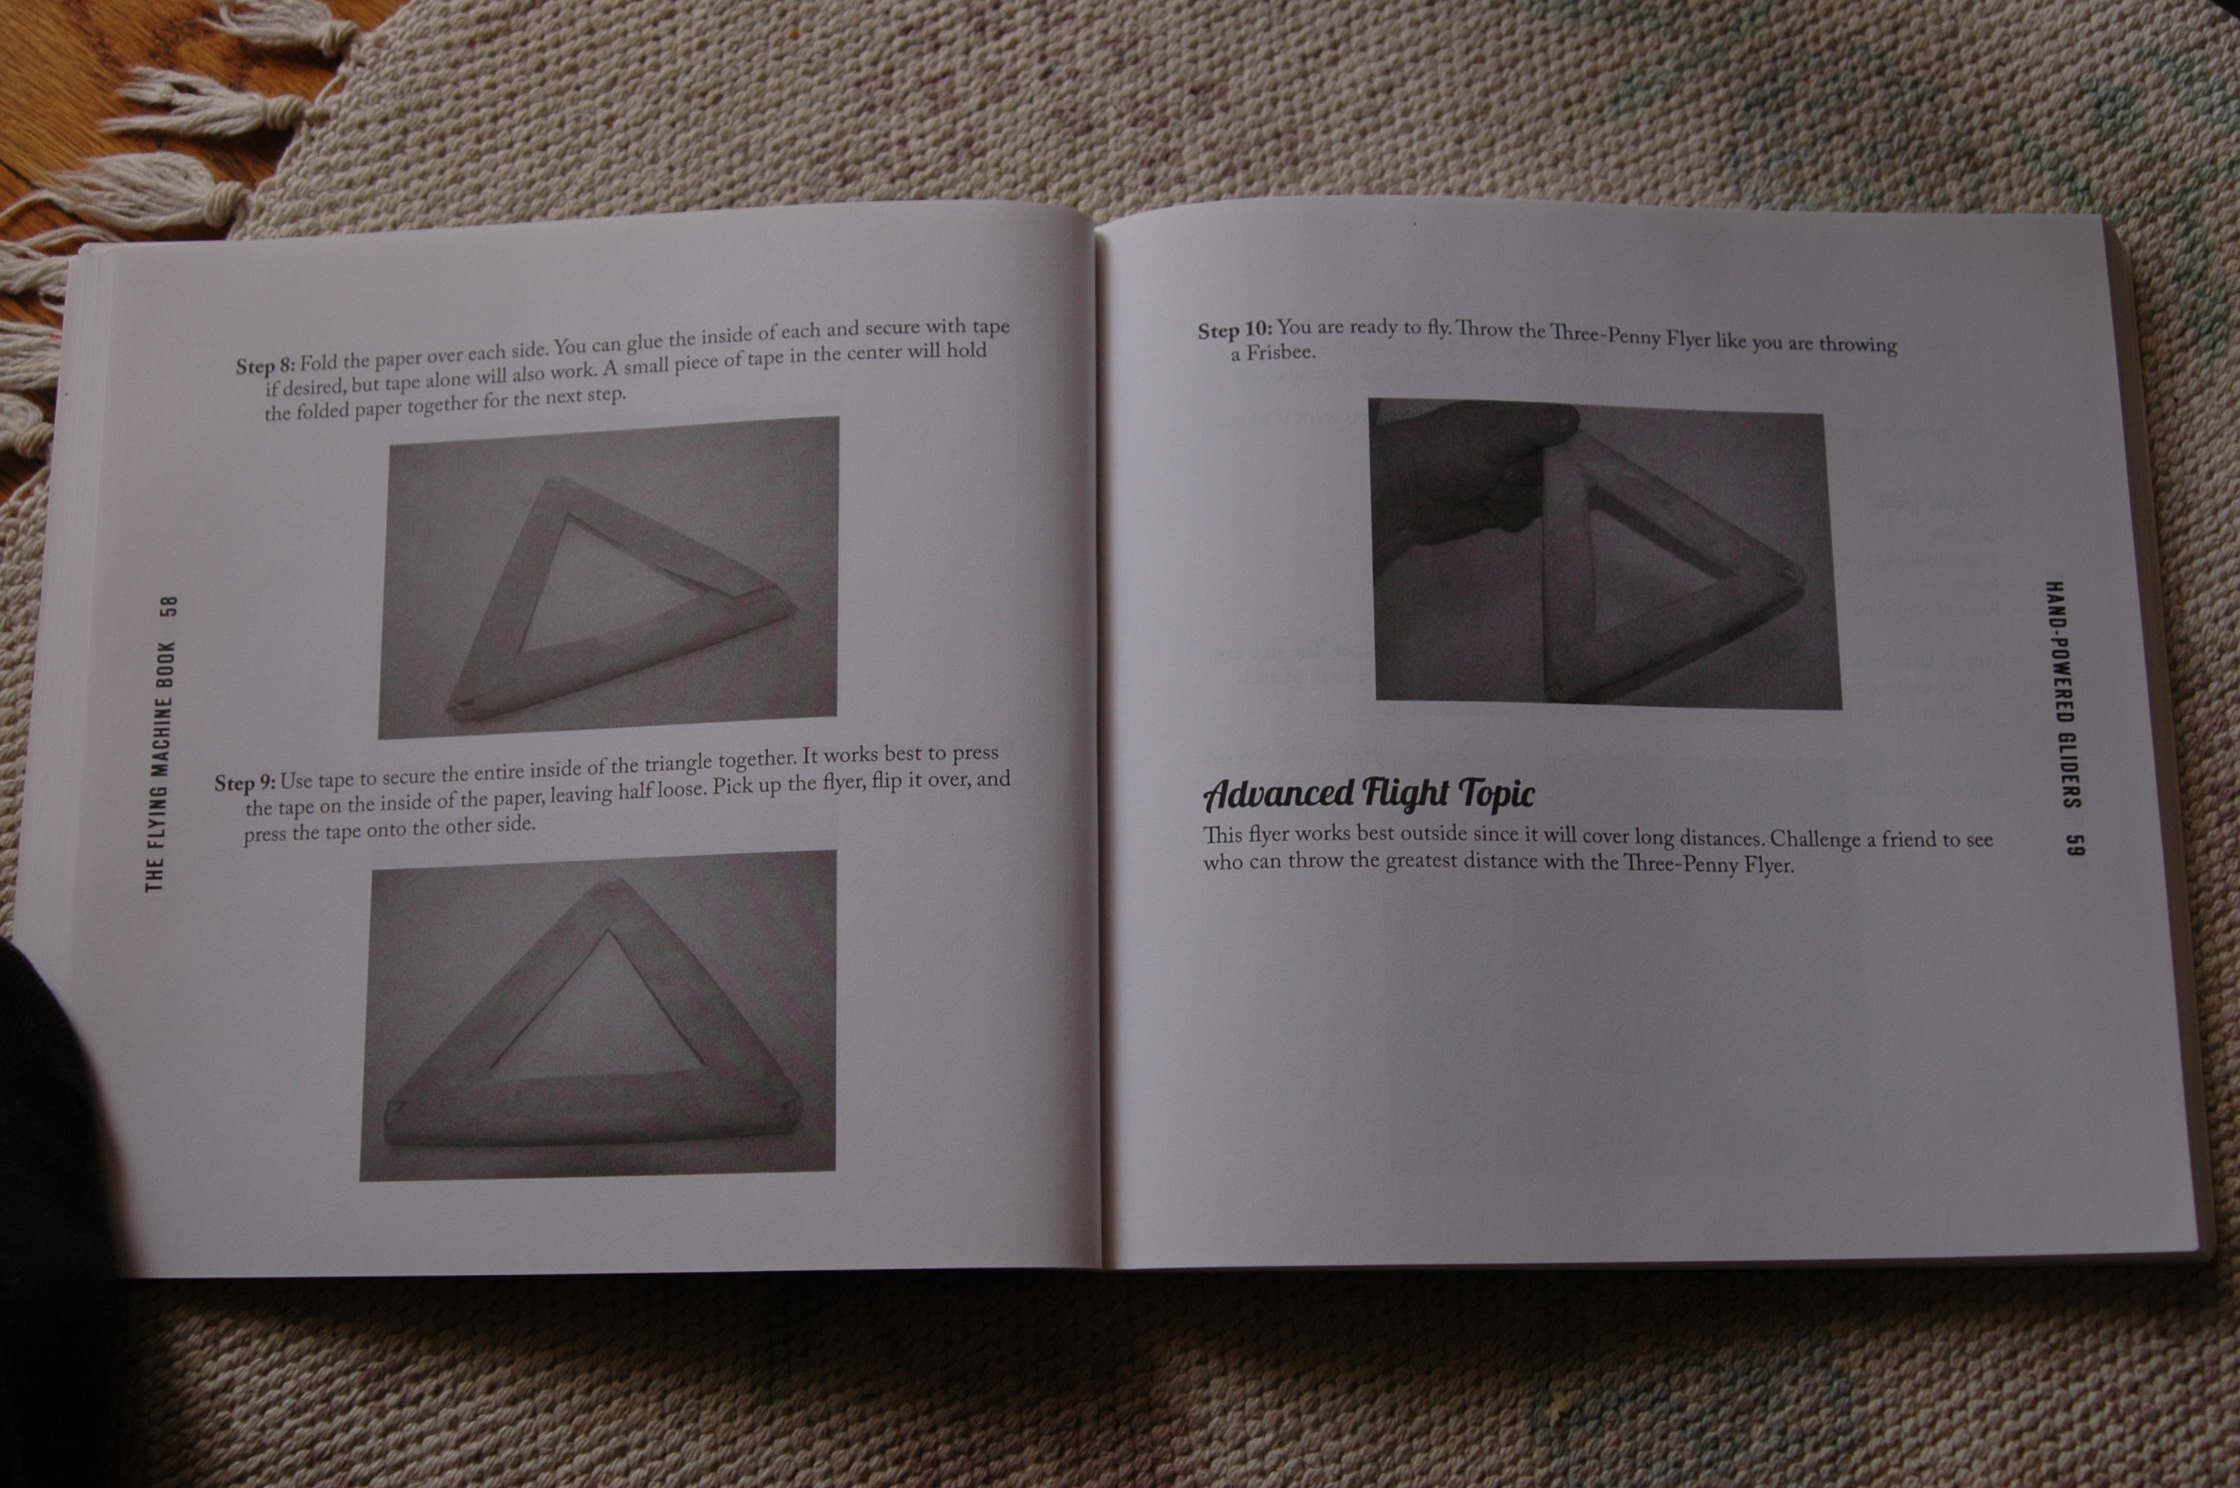 Step 8: Fold the paper over each side. You can glue the inside of each and secure with tape
if desired, but tape alone will also work. A small piece of tape in the center will hold
the folded paper together for the next step.
Step 9: Use tape to secure the entire inside of the triangle together. It works best to press
the tape on the inside of the paper, leaving half loose. Pick up the flyer, flip it over, and
press the tape onto the other side.
THE FLYING MACHINE BOOK 58
Step 10: You are ready to fly. Throw the Three-Penny Flyer like you are throwing
a Frisbee.
Advanced Flight Topic
This flyer works best outside since it will cover long distances. Challenge a friend to see
who can throw the greatest distance with the Three-Penny Flyer.
HAND-POWERED GLIDERS 59